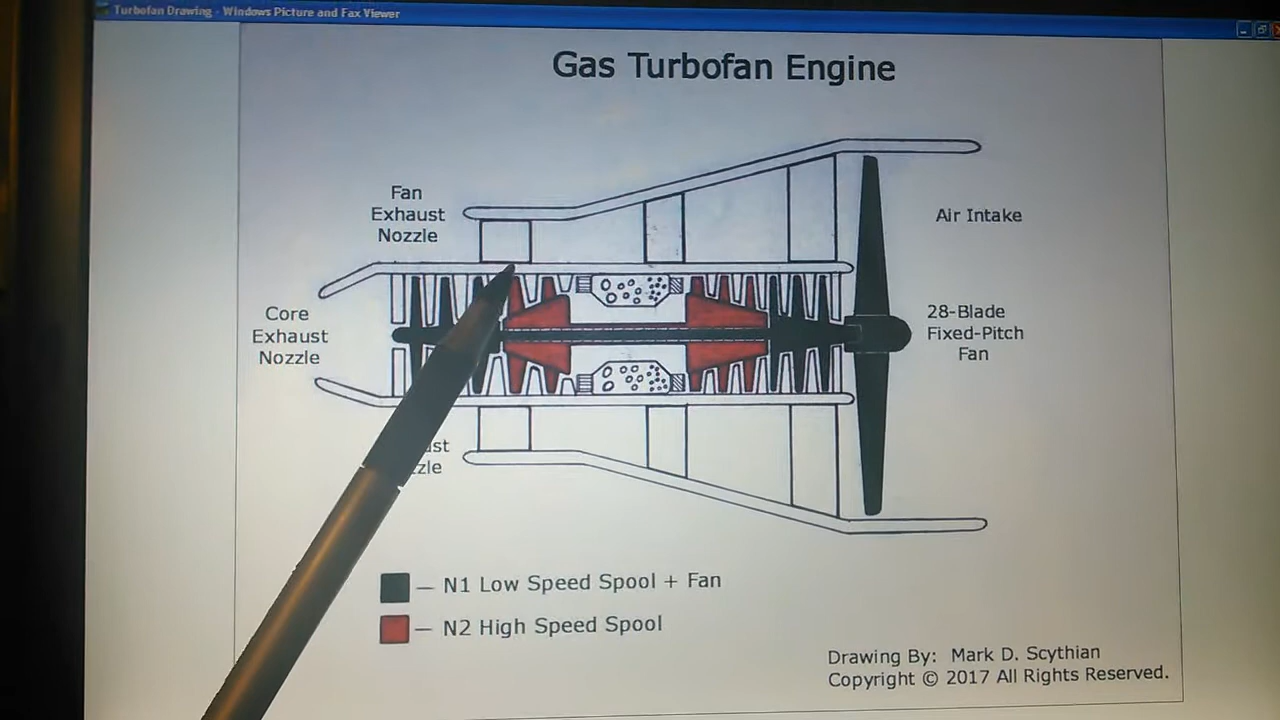 Turbofan Drawing - Windows Picture and Fax Viewer
Gas Turbofan Engine
Fan
Exhaust
Nozzle
Air Intake
Core
Exhaust
Nozzle
28-Blade
Fixed-Pitch
Fan
— N1 Low Speed Spool + Fan
— N2 High Speed Spool
Drawing By: Mark D. Scythian
Copyright © 2017 All Rights Reserved.